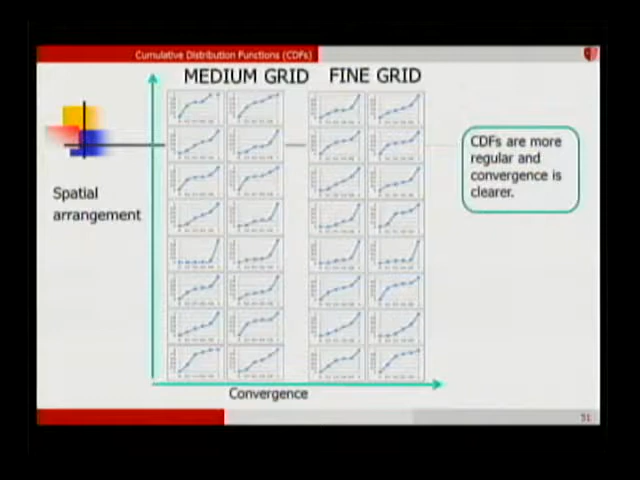 Cumulative Distribution Functions (CDFs)
MEDIUM GRID FINE GRID
CDFs are more
regular and
convergence is
clearer.
Spatial
arrangement
Convergence
51